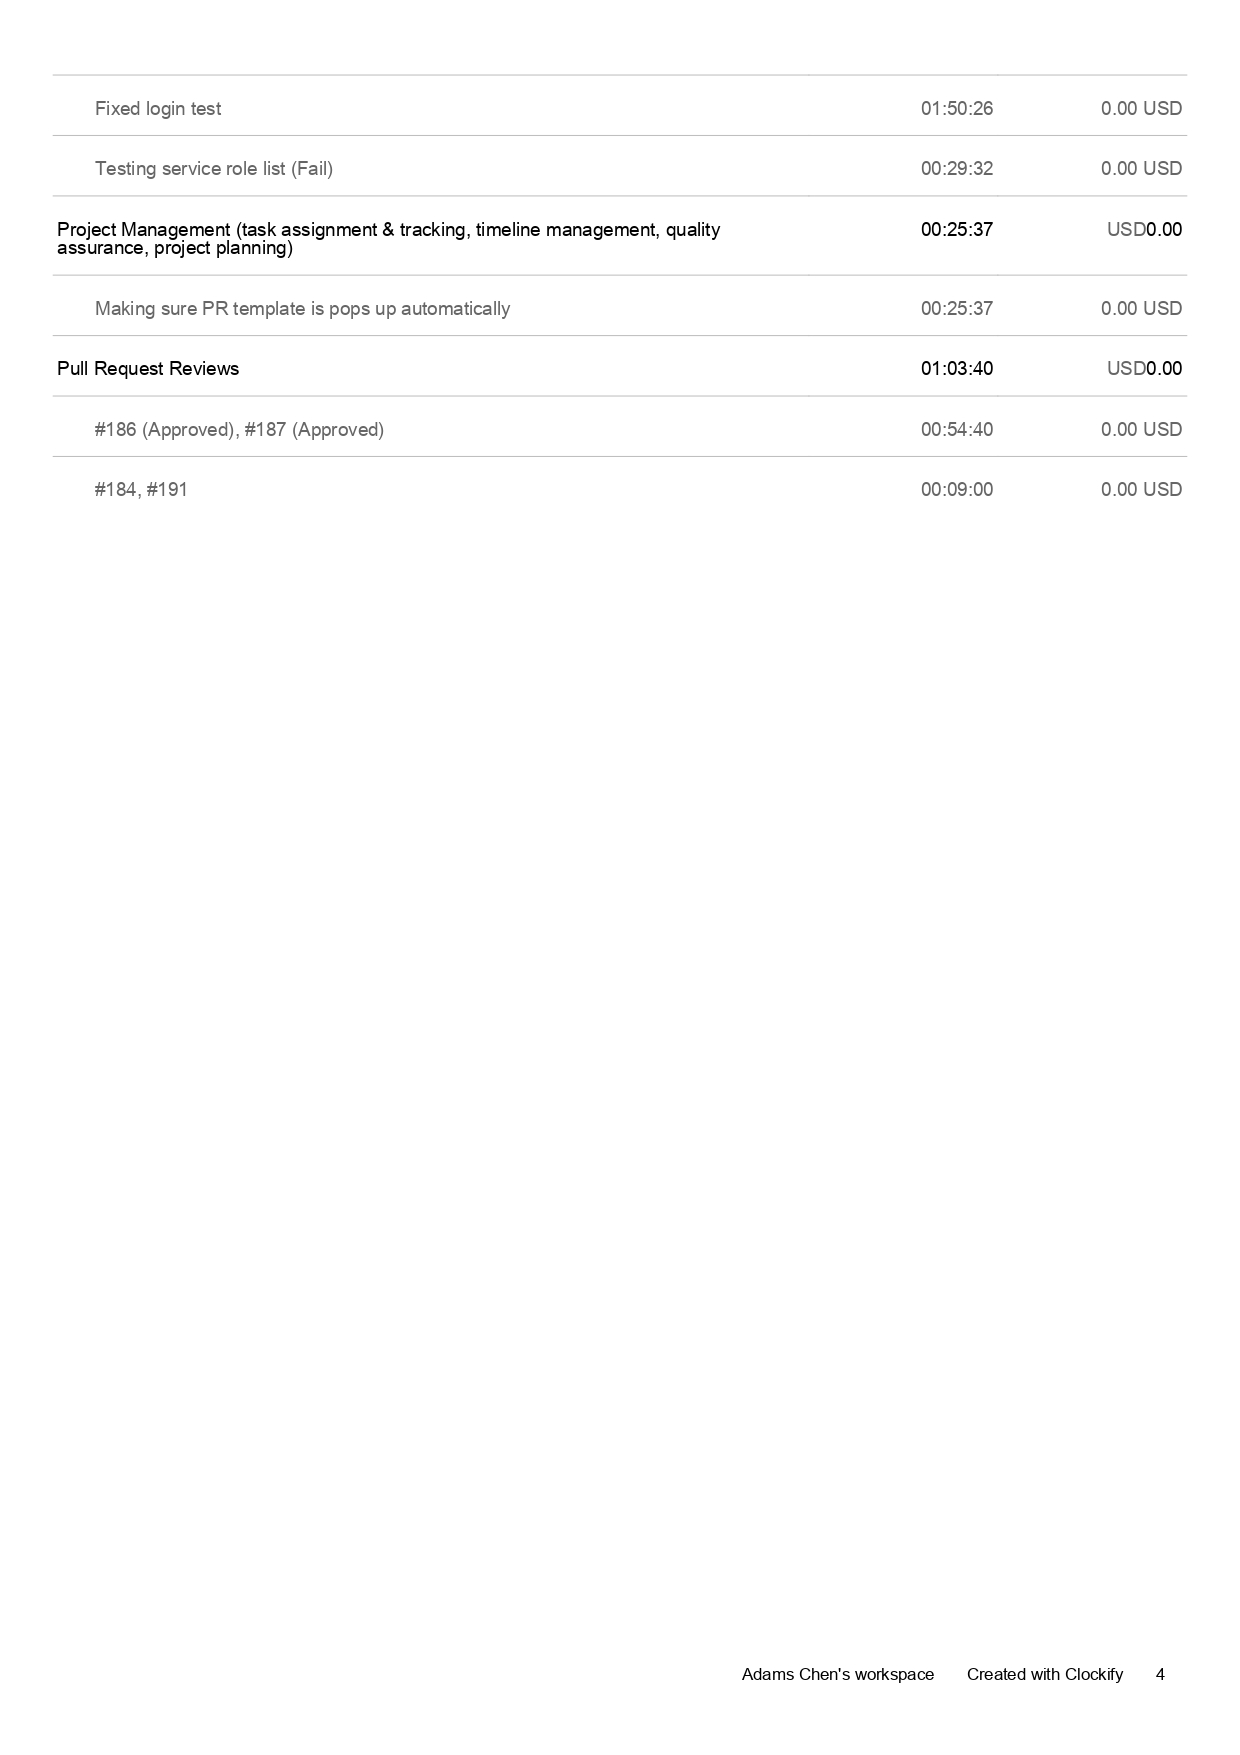 Fixed login test 01:50:26 0.00 USD
Testing service role list (Fail) 00:29:32 0.00 USD
Project Management (task assignment & tracking, timeline management, quality 00:25:37 USD0.00
assurance, project planning)
Making sure PR template is pops up automatically 00:25:37 0.00 USD
Pull Request Reviews 01:03:40 USD0.00
#186 (Approved), #187 (Approved) 00:54:40 0.00 USD
#184, #191 00:09:00 0.00 USD
Adams Chen's workspace Created with Clockify 4